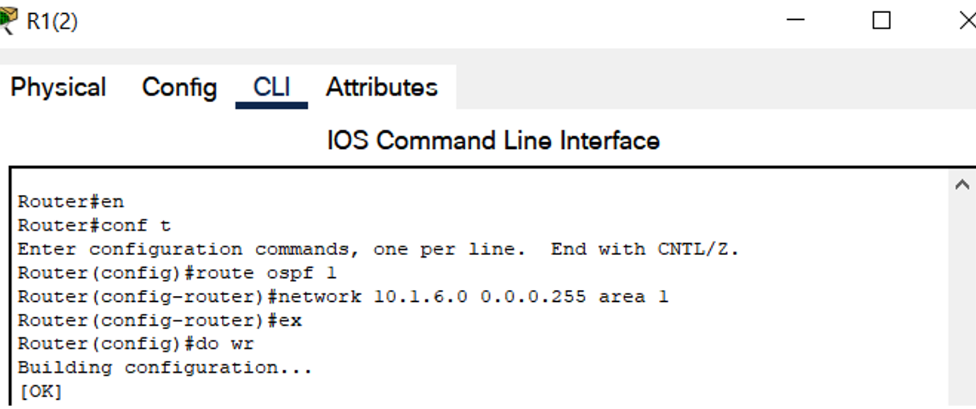 R1(2)
Physical Config CLI Attributes
IOS Command Line Interface
Router#en
Router#conf t
Enter configuration commands, one per line.  End with CNTL/Z.
Router(config)#route ospf 1
Router(config-router)#network 10.1.6.0 0.0.0.255 area 1
Router(config-router)#ex
Router(config)#do wr
Building configuration...
[OK]